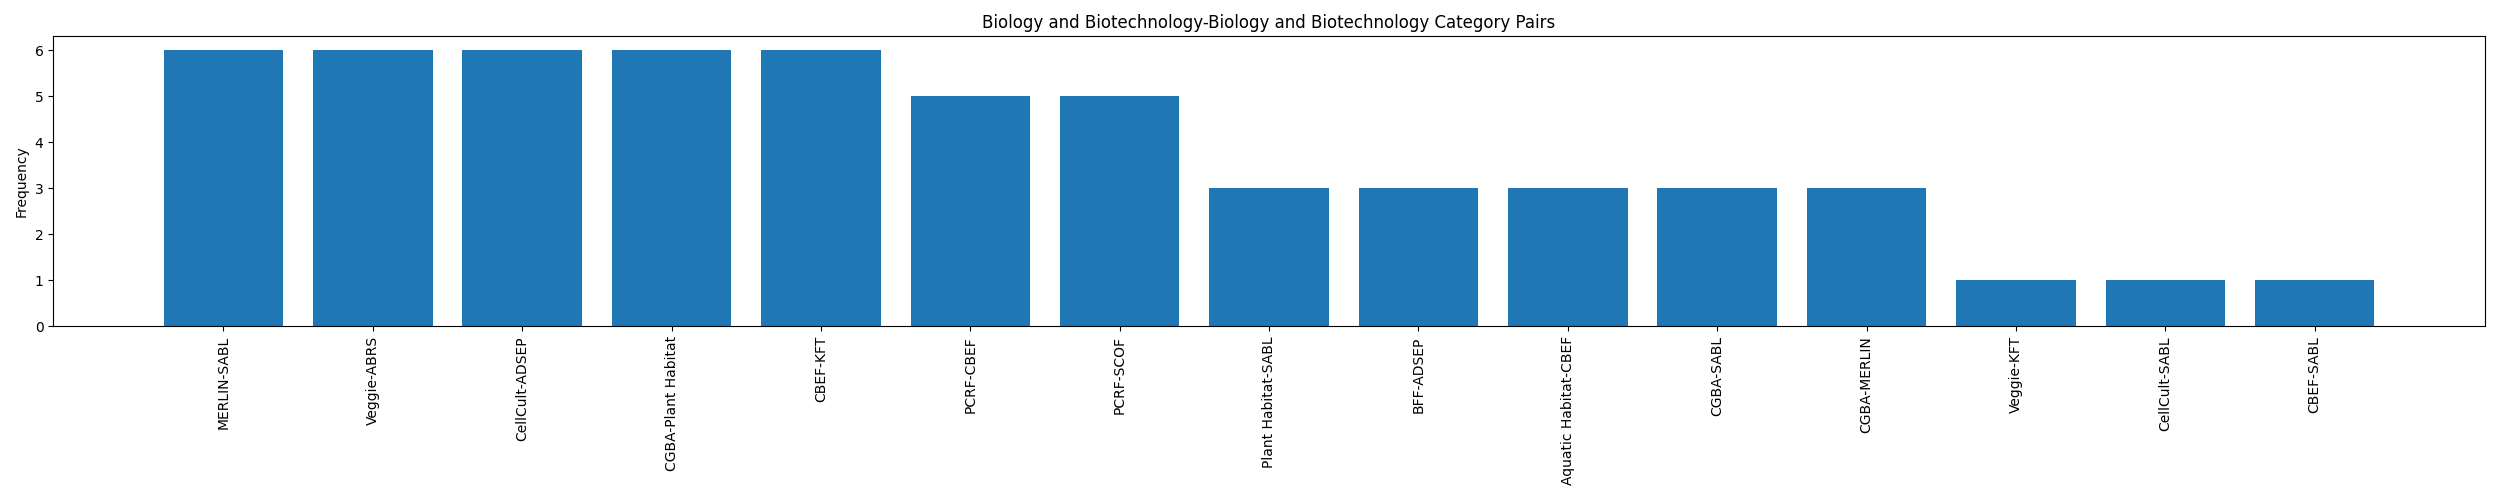 Biology and Biotechnology-Biology and Biotechnology Category Pairs
Frequency
6
5
4
3
2
1
0
MERLIN-SABL
Veggie-ABRS
CellCult-ADSEP
CGBA-Plant Habitat
CBEF-KFT
PCRF-CBEF
PCRF-SCOF
Plant Habitat-SABL
BFF-ADSEP
Aquatic Habitat-CBEF
CGBA-SABL
CGBA-MERLIN
Veggie-KFT
CellCult-SABL
CBEF-SABL